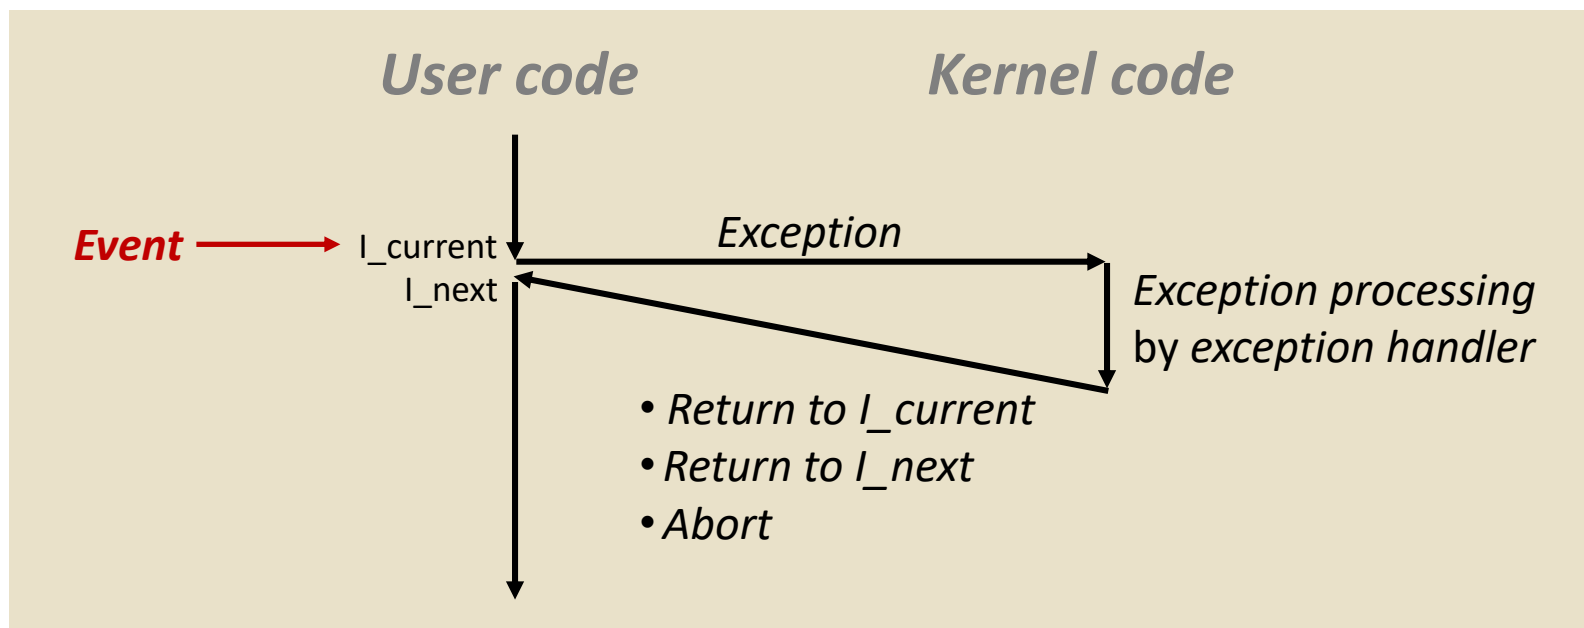 User code
Kernel code
Event
I_current
Exception
I_next
Exception processing
by exception handler
• Return to I_current
• Return to I_next
• Abort